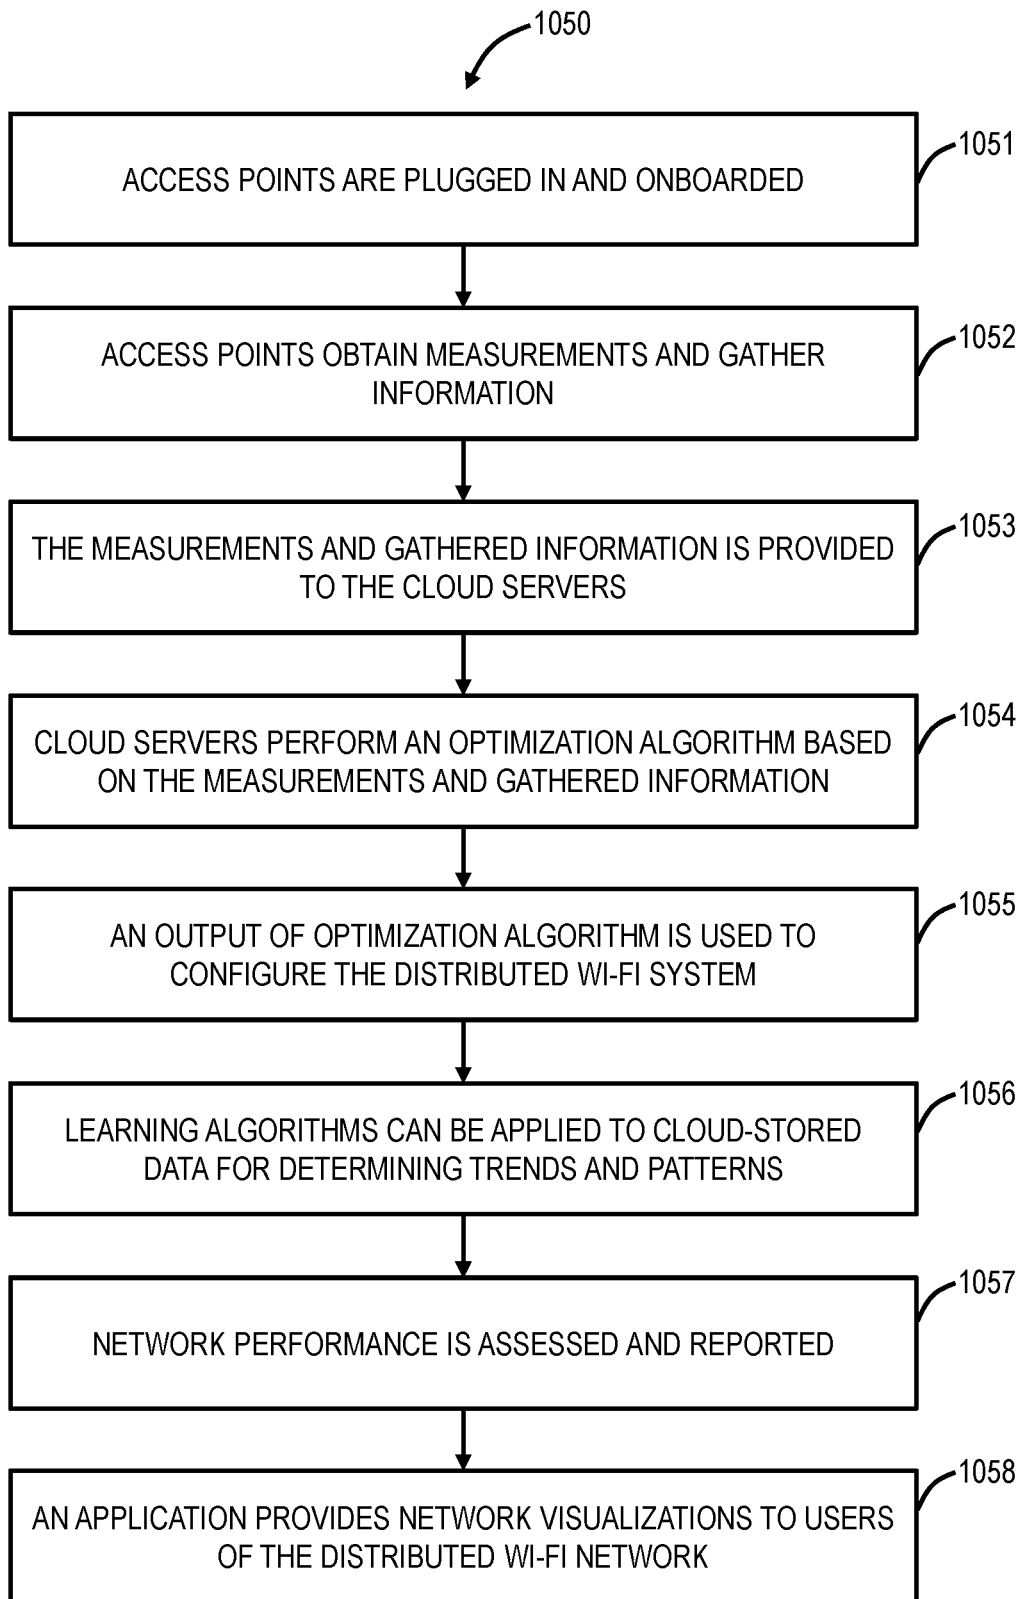 1050
ACCESS POINTS ARE PLUGGED IN AND ONBOARDED
1051
ACCESS POINTS OBTAIN MEASUREMENTS AND GATHER
INFORMATION
1052
THE MEASUREMENTS AND GATHERED INFORMATION IS PROVIDED
TO THE CLOUD SERVERS
1053
CLOUD SERVERS PERFORM AN OPTIMIZATION ALGORITHM BASED
ON THE MEASUREMENTS AND GATHERED INFORMATION
1054
AN OUTPUT OF OPTIMIZATION ALGORITHM IS USED TO
CONFIGURE THE DISTRIBUTED WI-FI SYSTEM
1055
LEARNING ALGORITHMS CAN BE APPLIED TO CLOUD-STORED
DATA FOR DETERMINING TRENDS AND PATTERNS
1056
NETWORK PERFORMANCE IS ASSESSED AND REPORTED
1057
AN APPLICATION PROVIDES NETWORK VISUALIZATIONS TO USERS
OF THE DISTRIBUTED WI-FI NETWORK
1058